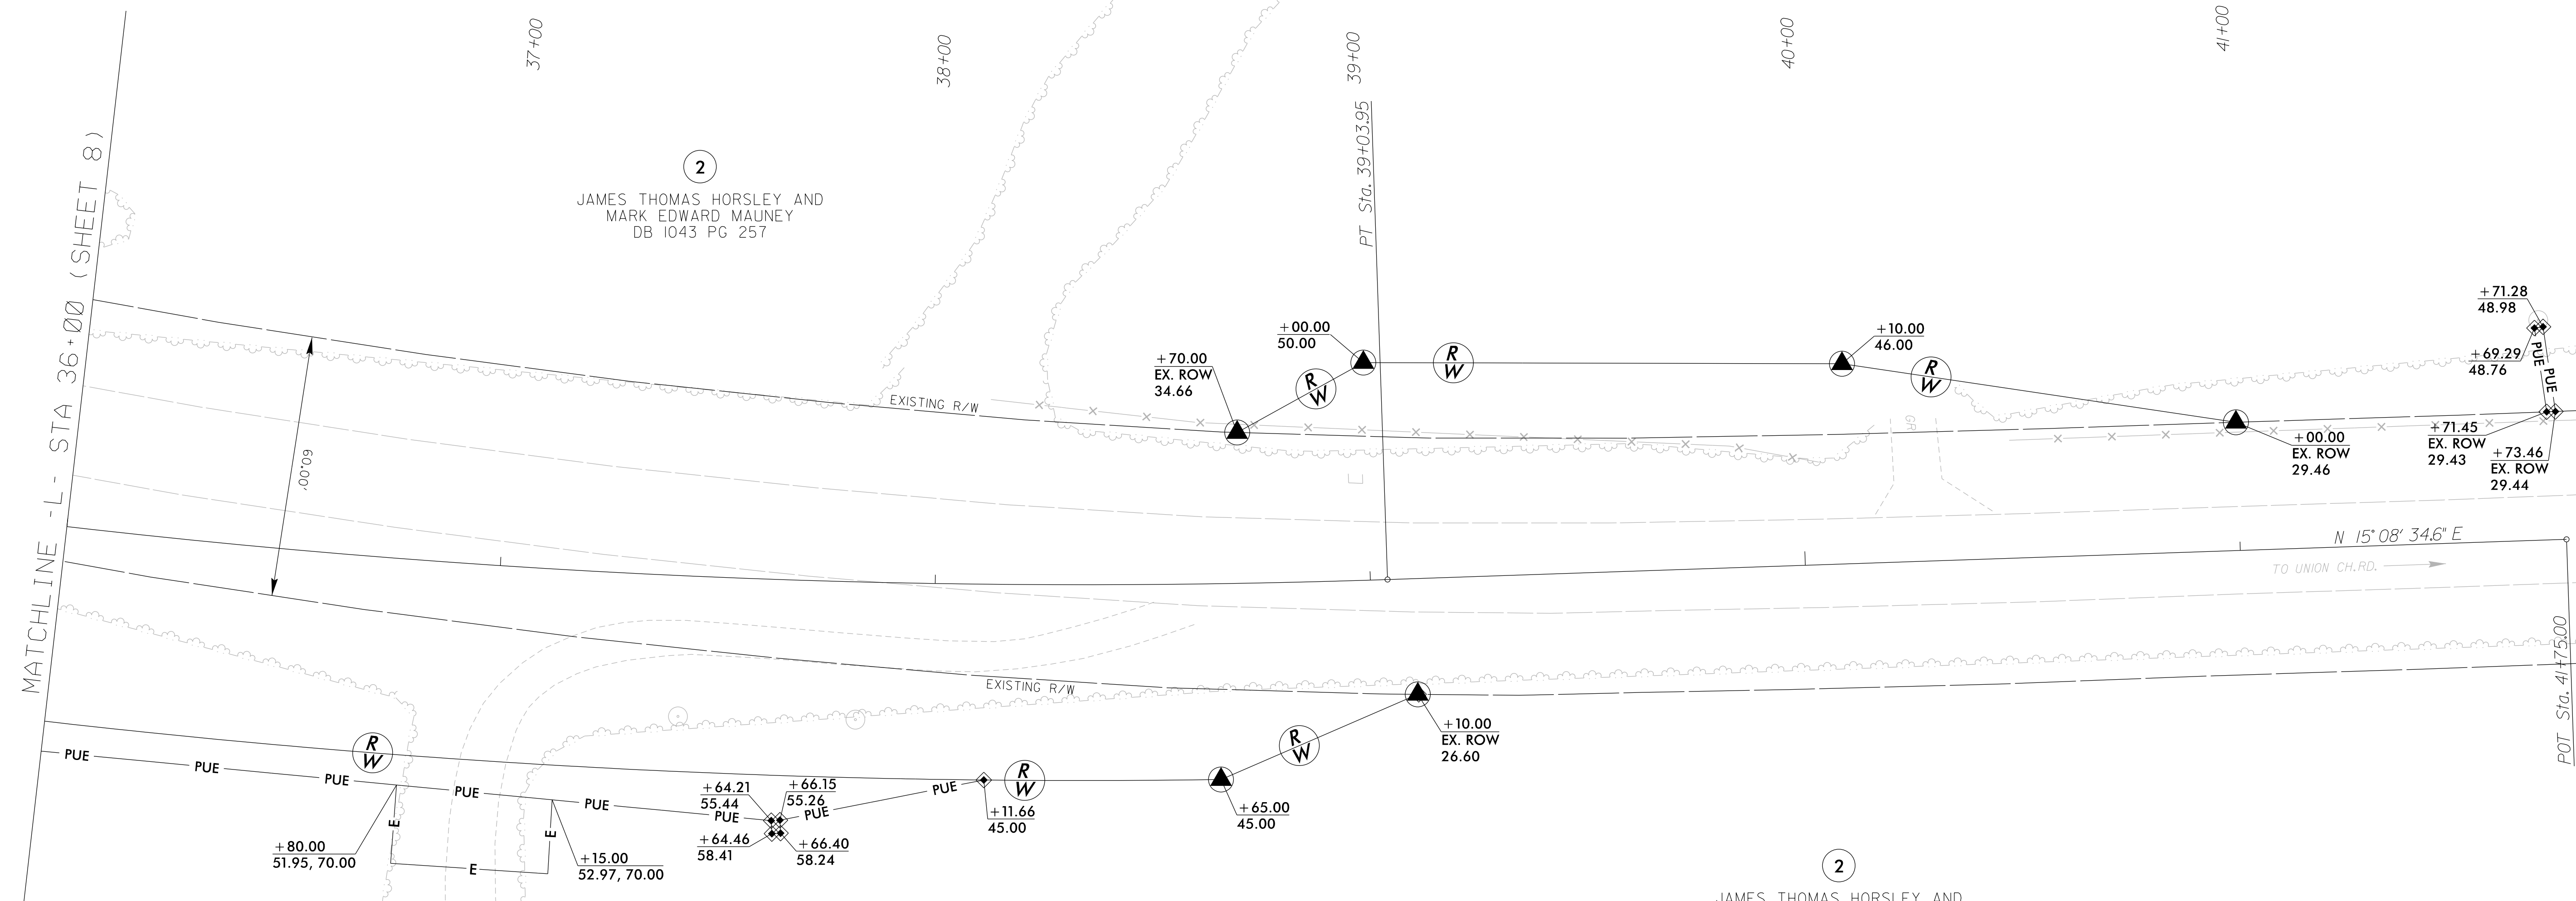 37+00
38+00
39+00
40+00
41+00
MATCHLINE -L- STA 36+00 (SHEET 8)
2
JAMES THOMAS HORSLEY AND
MARK EDWARD MAUNEY
DB 1043 PG 257
PT Sta. 39+03.95
60.00'
EXISTING R/W
+70.00
EX. ROW
34.66
R
W
+00.00
50.00
R
W
+10.00
46.00
R
W
GR
+00.00
EX. ROW
29.46
+71.28
48.98
+69.29
48.76
PUE
PUE
+71.45
EX. ROW
29.43
+73.46
EX. ROW
29.44
N 15° 08' 34.6" E
TO UNION CH.RD.
POT Sta. 41+75.00
EXISTING R/W
+10.00
EX. ROW
26.60
R
W
R
W
PUE
PUE
PUE
PUE
PUE
PUE
PUE
PUE
+64.21
55.44
+66.15
55.26
+64.46
58.41
+66.40
58.24
R
W
+11.66
45.00
+65.00
45.00
E
E
E
+80.00
51.95, 70.00
+15.00
52.97, 70.00
2
JAMES THOMAS HORSLEY AND